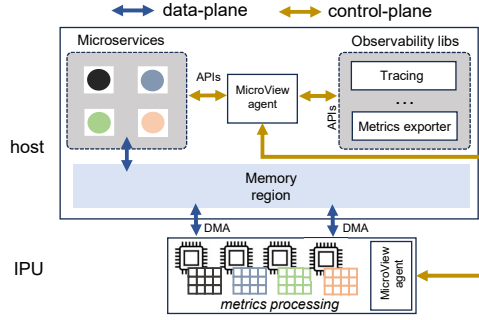 data-plane
control-plane
Microservices
Observability libs
APIs
MicroView
agent
APIs
Tracing
...
Metrics exporter
host
Memory
region
DMA
DMA
IPU
MicroView
agent
metrics processing